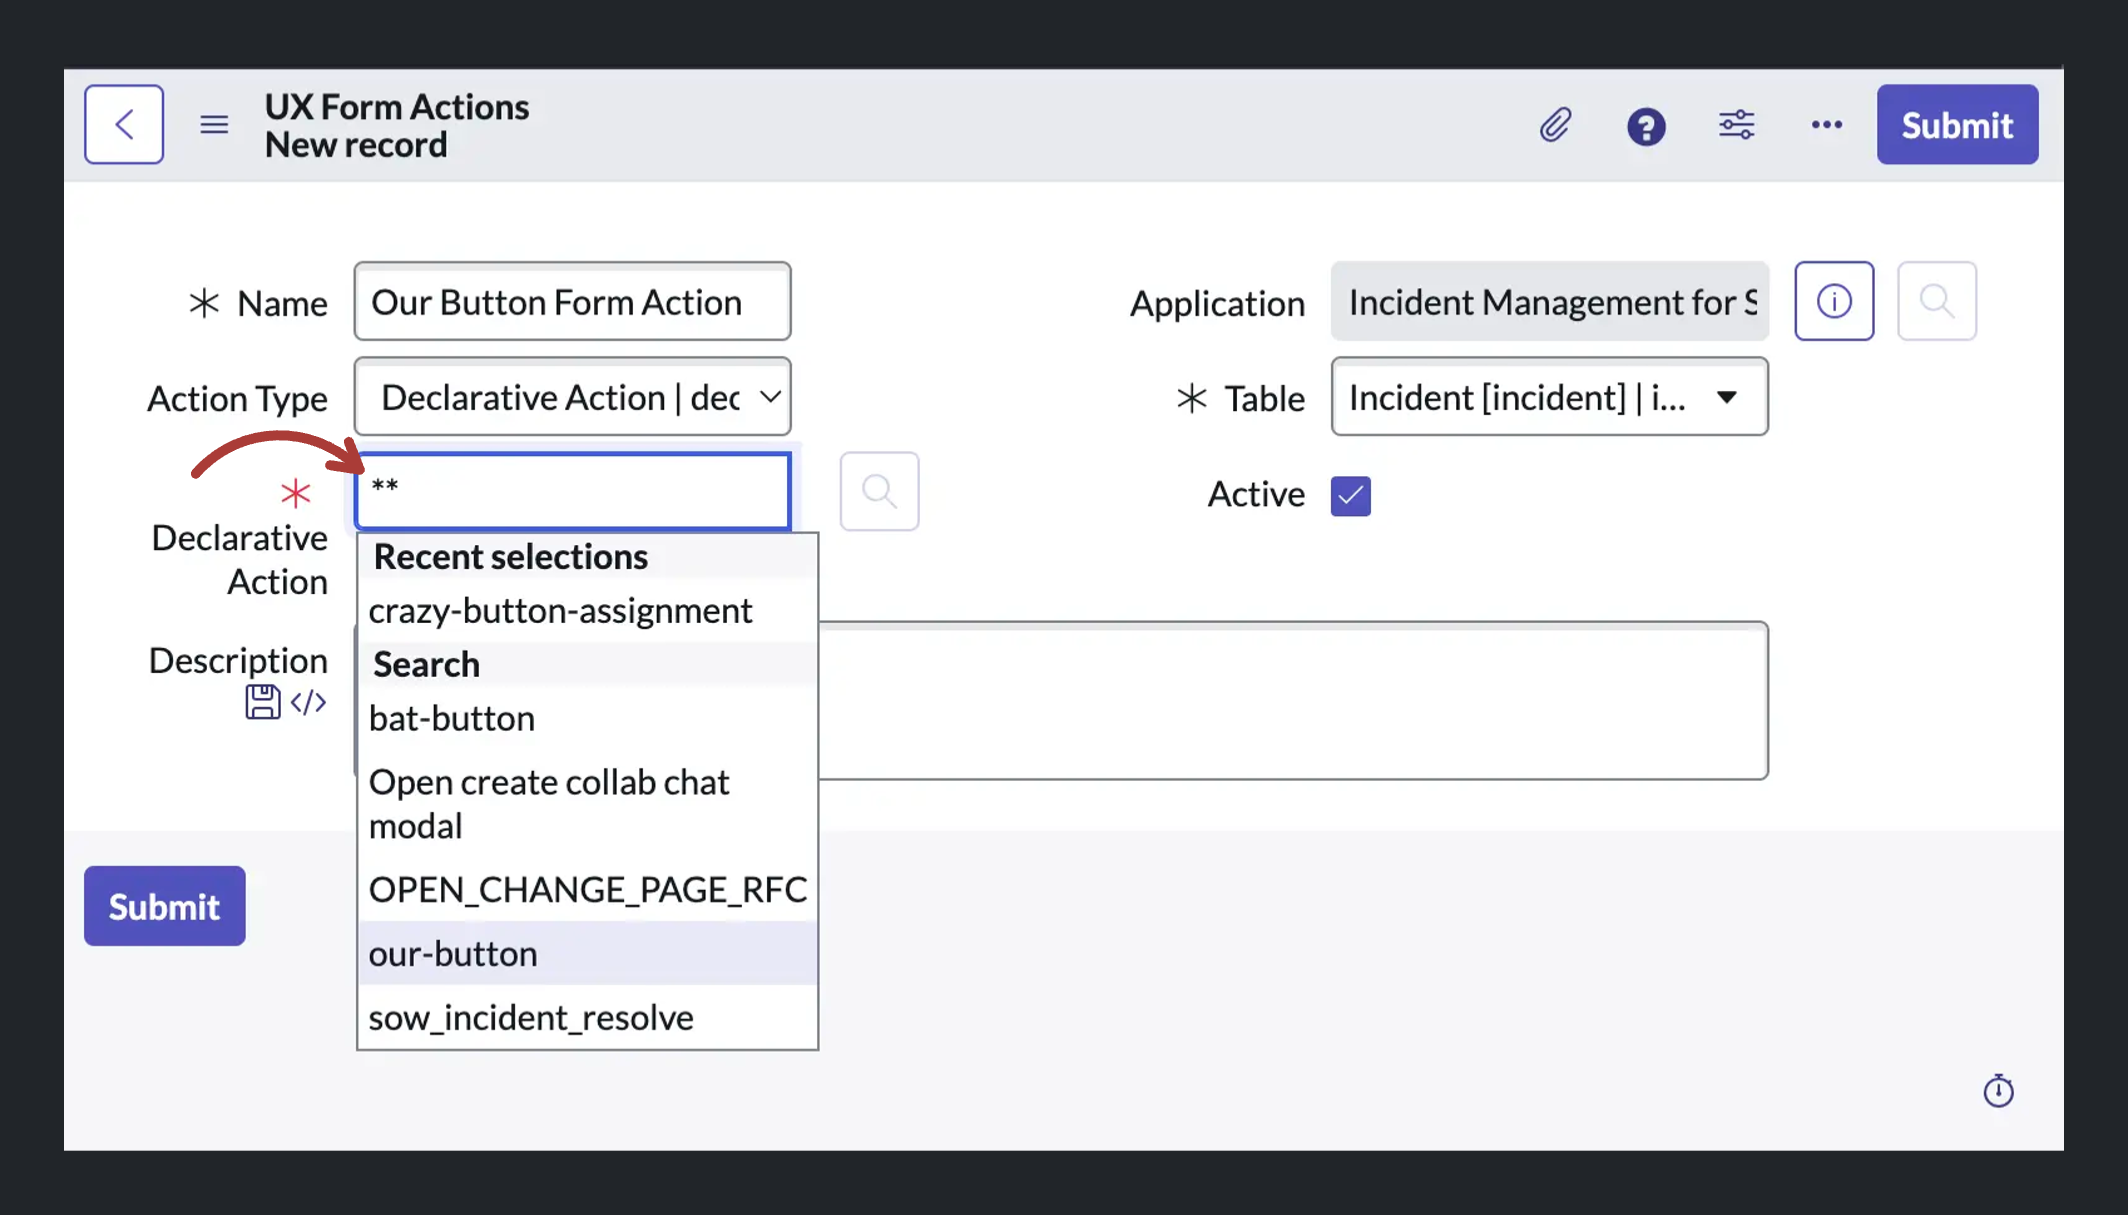 UX Form Actions
New record
Submit
Name
Our Button Form Action
Application
Incident Management for S
Action Type
Declarative Action | dec
Table
Incident [incident] | i...
**
Declarative
Action
Active
Recent selections
crazy-button-assignment
Search
bat-button
Open create collab chat
modal
OPEN_CHANGE_PAGE_RFC
our-button
sow_incident_resolve
Description
Submit